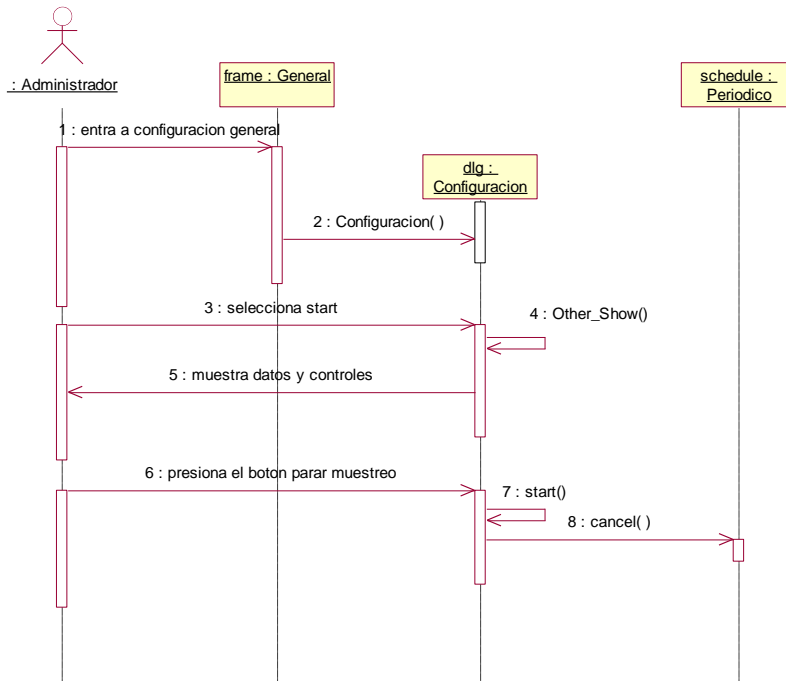 : Administrador
frame : General
schedule :
Periodico
1 : entra a configuracion general
dlg :
Configuracion
2 : Configuracion( )
3 : selecciona start
4 : Other_Show()
5 : muestra datos y controles
6 : presiona el boton parar muestreo
7 : start()
8 : cancel( )